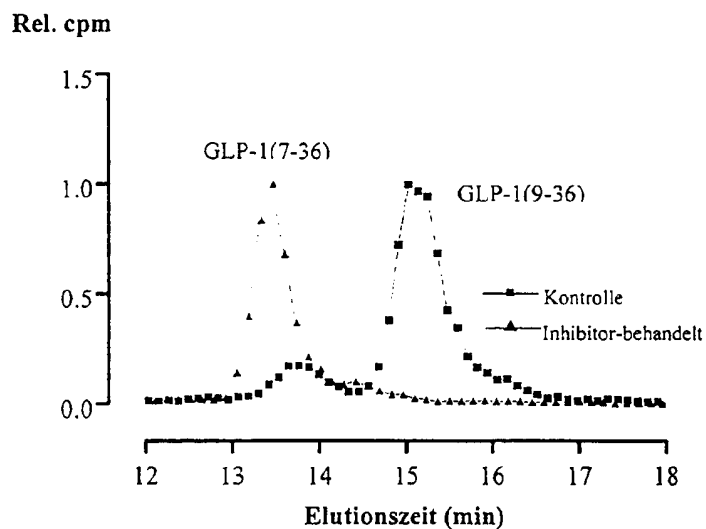 Rel. cpm
1.5
GLP-1(7-36)
1.0
GLP-1(9-36)
0.5
Kontrolle
Inhibitor-behandelt
0.0
12 13 14 15 16 17 18
Elutionszeit (min)